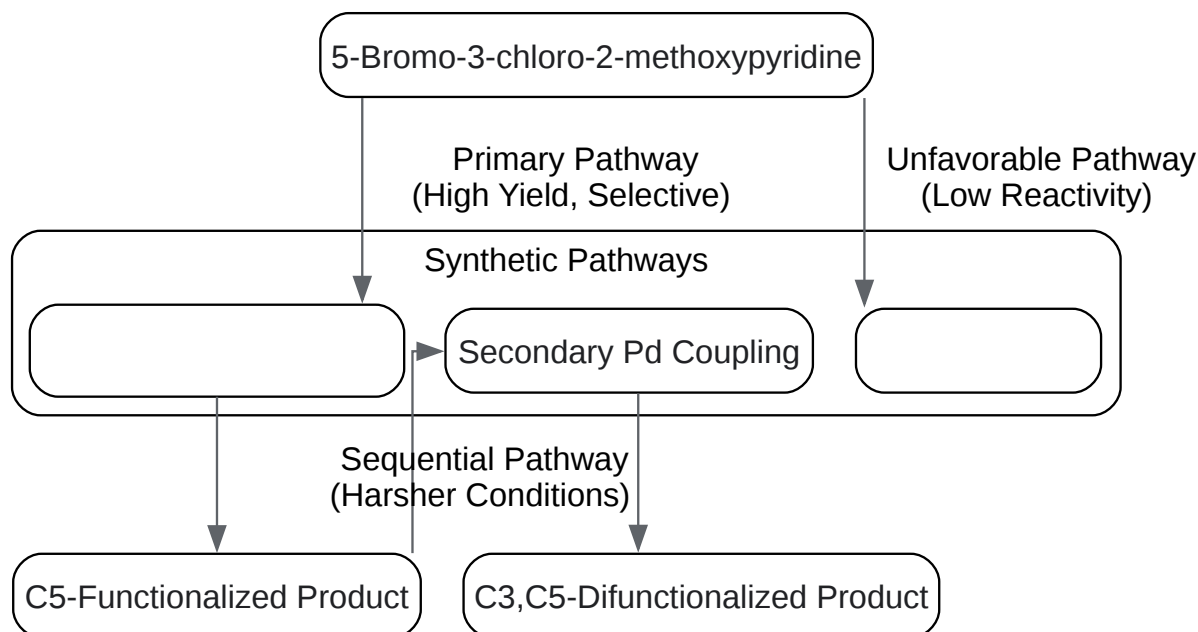 5-Bromo-3-chloro-2-methoxypyridine
Primary Pathway
(High Yield, Selective)
Unfavorable Pathway
(Low Reactivity)
Synthetic Pathways
Secondary Pd Coupling
Sequential Pathway
(Harsher Conditions)
C5-Functionalized Product
C3,C5-Difunctionalized Product